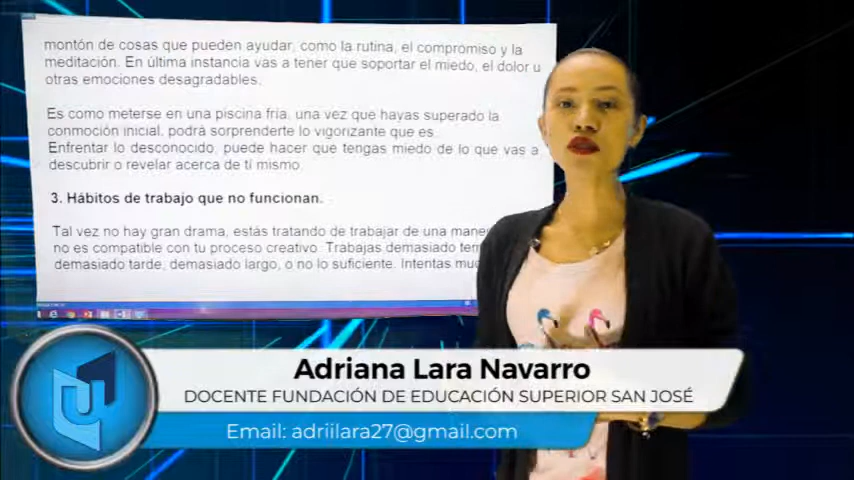 montón de cosas que pueden ayudar, como la rutina, el compromiso y la
meditación. En última instancia vas a tener que soportar el miedo, el dolor u
otras emociones desagradables.
Es como meterse en una piscina fría, una vez que hayas superado la
conmoción inicial, podrá sorprenderte lo vigorizante que es.
Enfrentar lo desconocido, puede hacer que tengas miedo de lo que vas a
descubrir o revelar acerca de tí mismo.
3. Hábitos de trabajo que no funcionan.
Tal vez no hay gran drama, estás tratando de trabajar de una
no es compatible con tu proceso creativo. Trabajas demasiado
demasiado tarde, demasiado largo, o no lo suficiente. Intentas
Adriana Lara Navarro
DOCENTE FUNDACIÓN DE EDUCACIÓN SUPERIOR SAN JOSÉ
Email: adriilara27@gmail.com